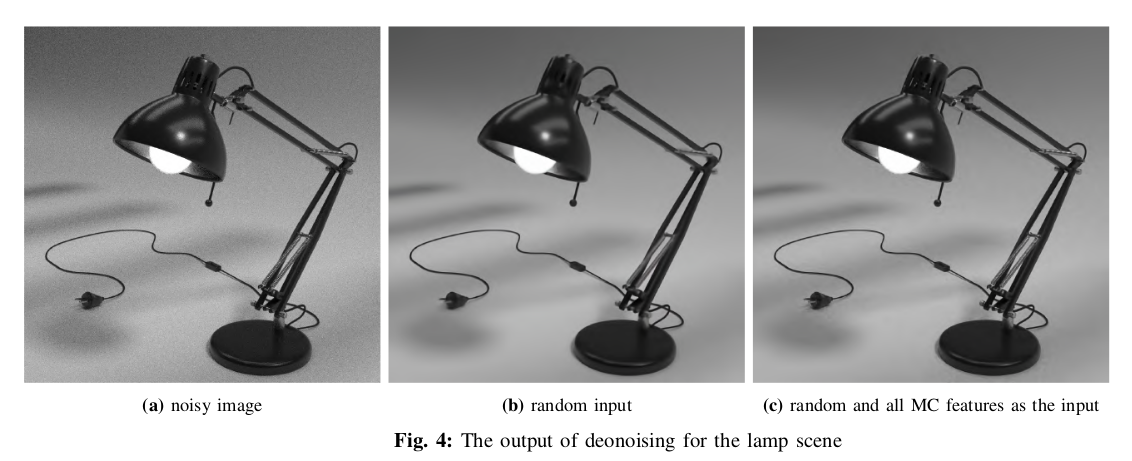 (a) noisy image
(b) random input
(c) random and all MC features as the input
Fig. 4: The output of deonoising for the lamp scene